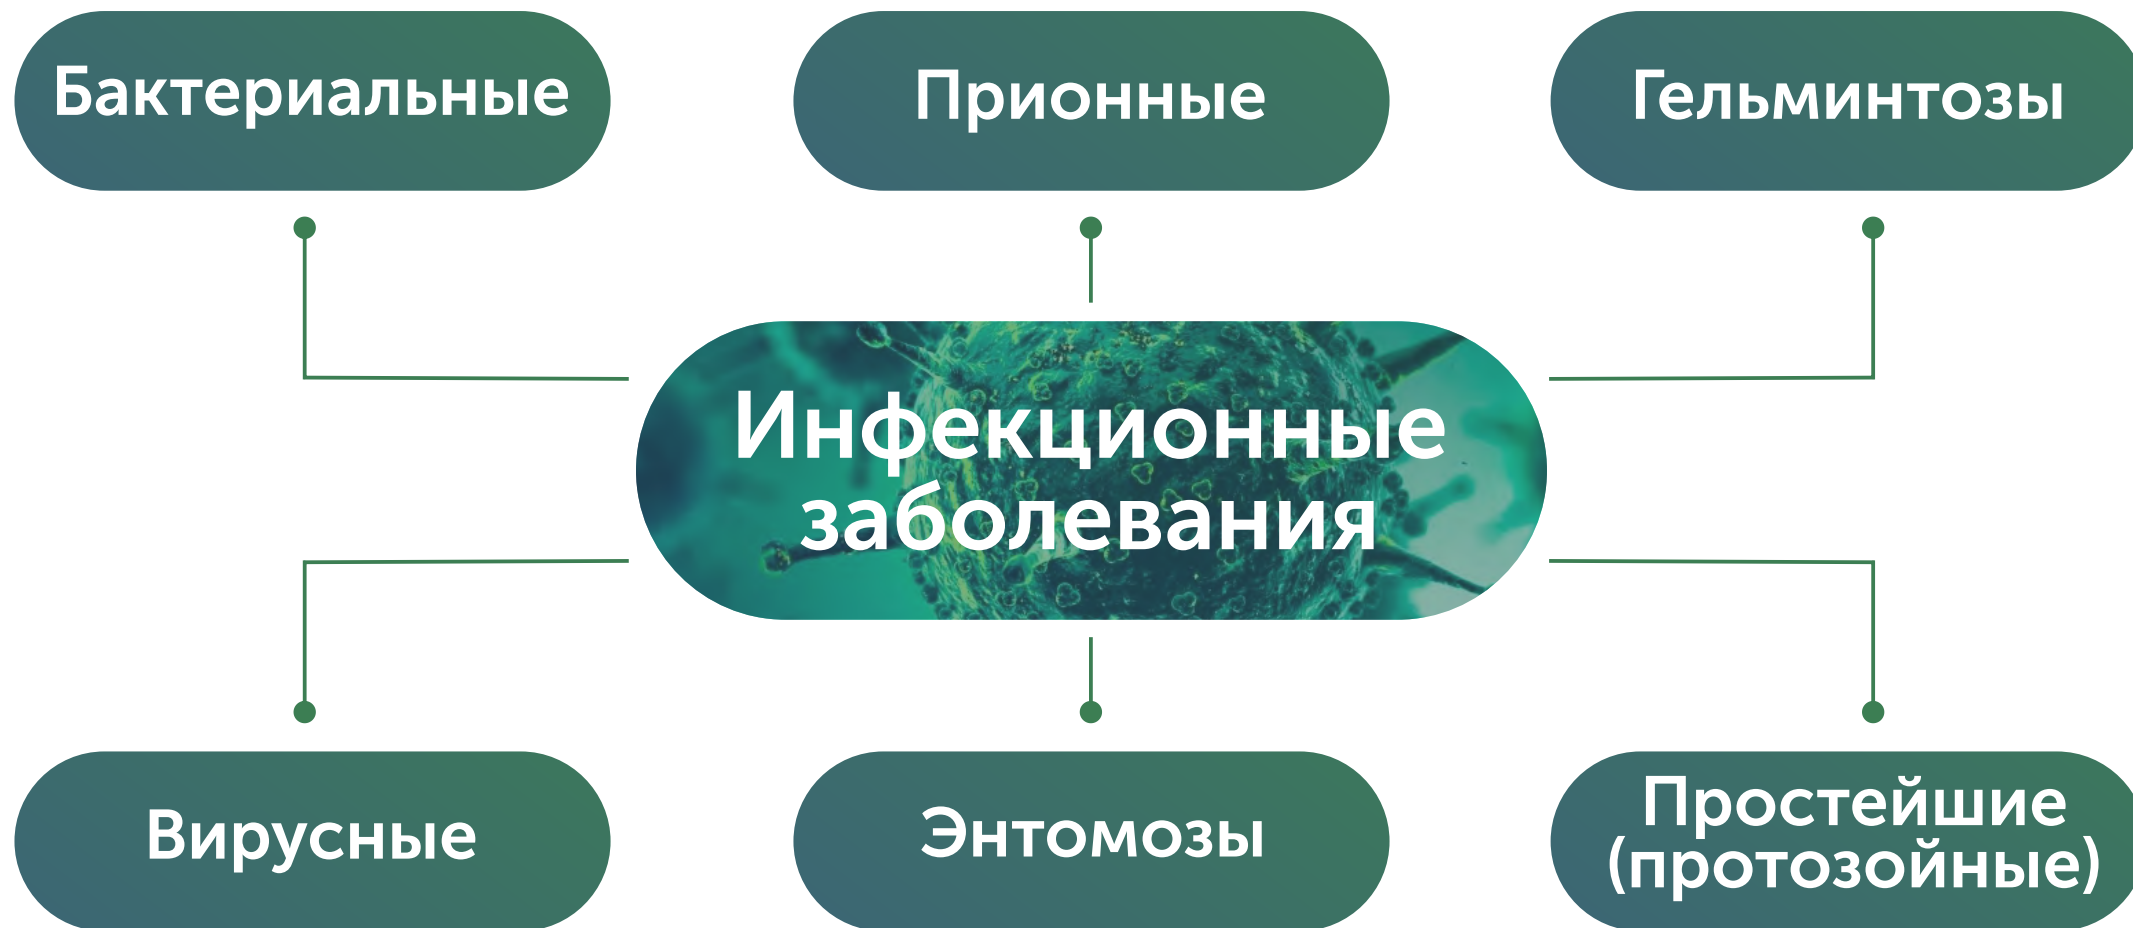 Бактериальные
Прионные
Гельминтозы
Инфекционные
заболевания
Вирусные
Энтомозы
Простейшие
(протозойные)